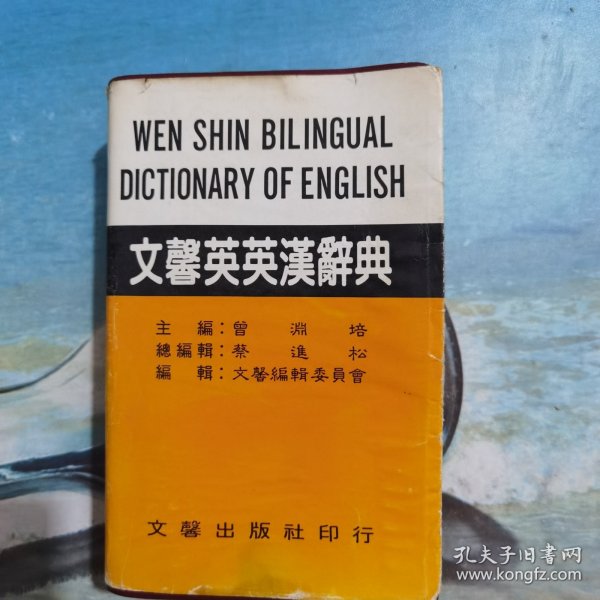 WEN SHIN BILINGUAL
DICTIONARY OF ENGLISH
文馨英英漢辭典
主編：曾淵培
總編輯：蔡進松
編輯：文馨編輯委員會
文馨出版社印行
孔夫子旧书网
www.kongfz.com